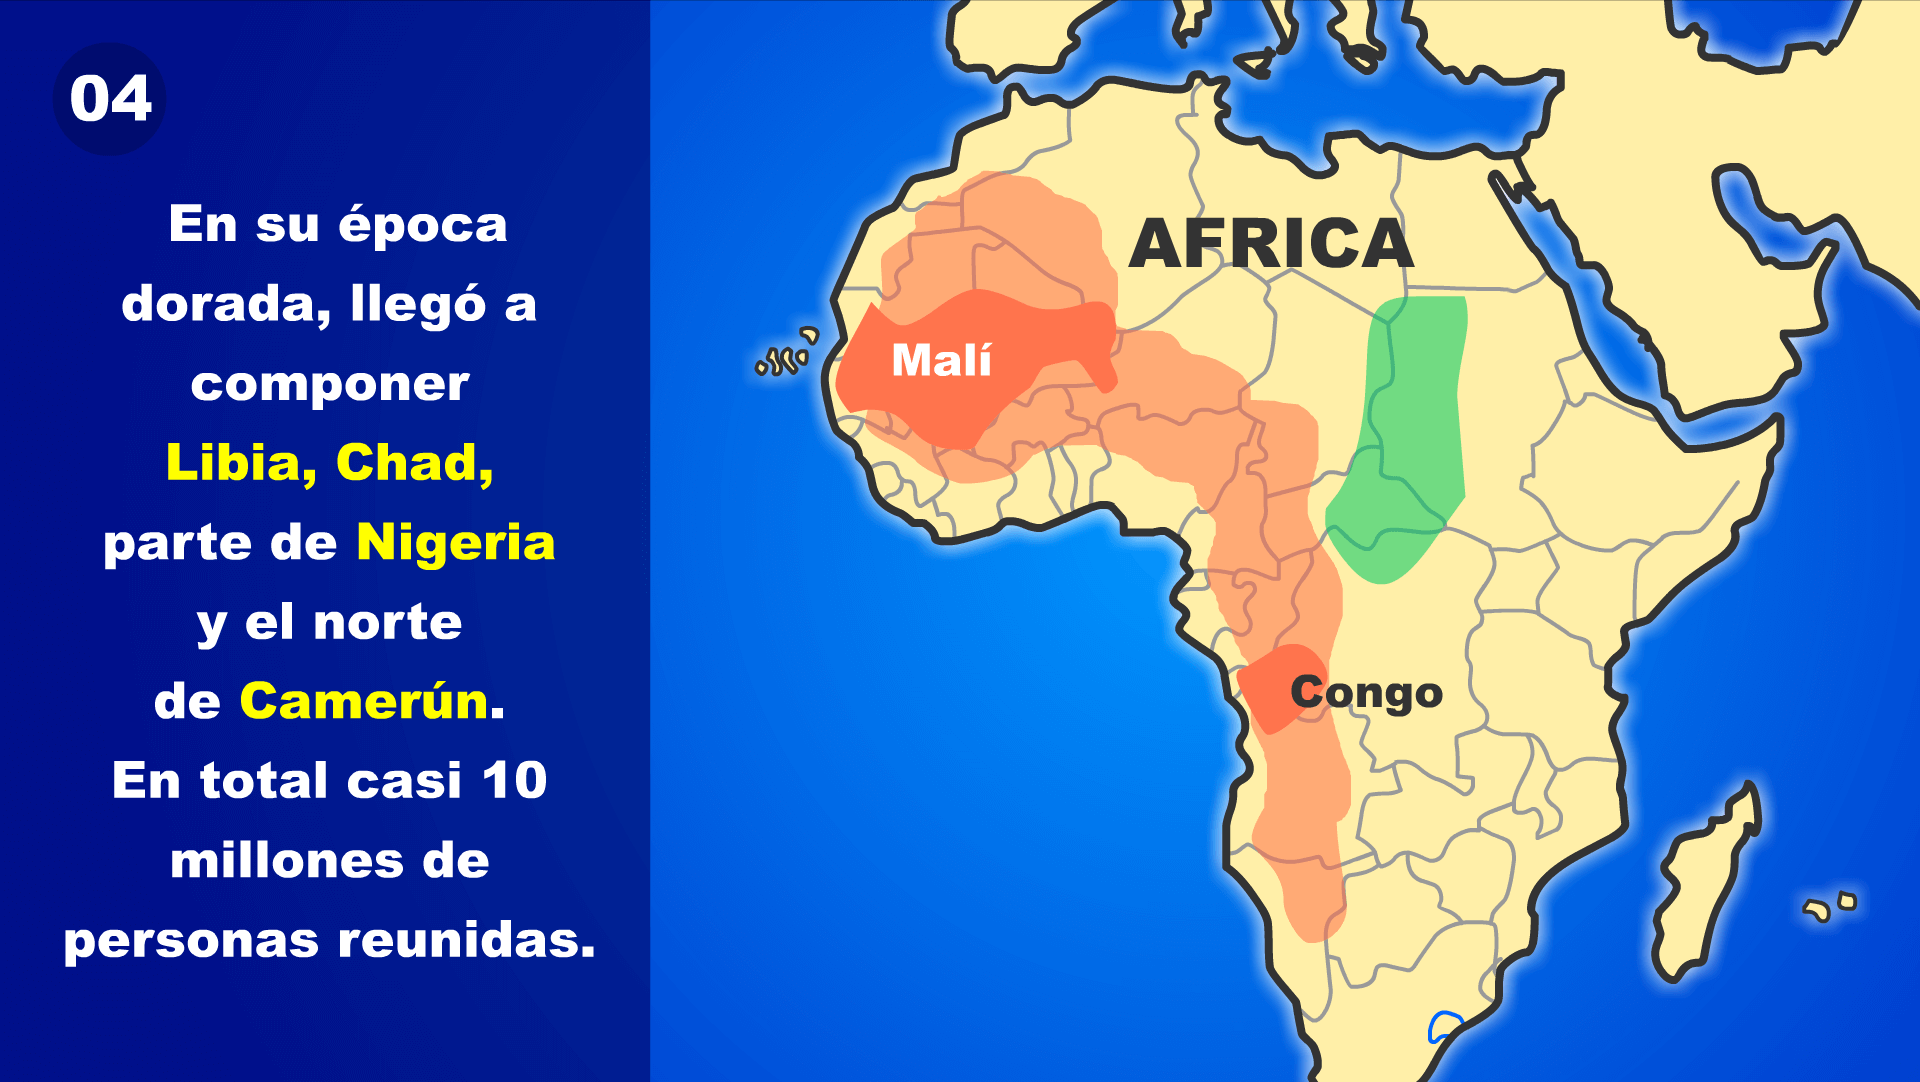 04
En su época
dorada, llegó a
componer
Libia, Chad,
parte de Nigeria
y el norte
de Camerún.
En total casi 10
millones de
personas reunidas.
AFRICA
Malí
Congo